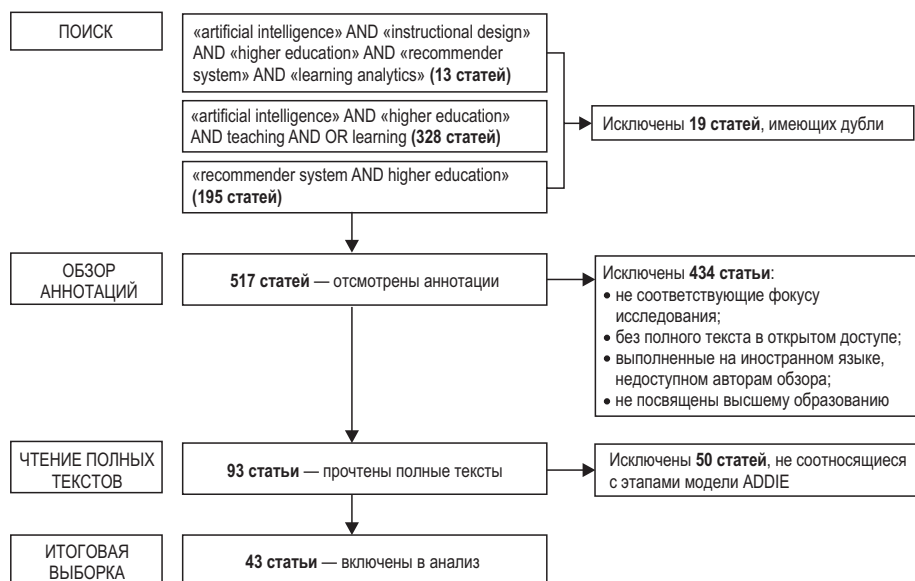 ПОИСК
«artificial intelligence» AND «instructional design»
AND «higher education» AND «recommender
system» AND «learning analytics» (13 статей)
«artificial intelligence» AND «higher education»
AND teaching AND OR learning (328 статей)
«recommender system AND higher education»
(195 статей)
Исключены 19 статей, имеющих дубли
ОБЗОР
АННОТАЦИЙ
517 статей — отсмотрены аннотации
Исключены 434 статьи:
• не соответствующие фокусу
исследования;
• без полного текста в открытом доступе;
• выполненные на иностранном языке,
недоступном авторам обзора;
• не посвящены высшему образованию
ЧТЕНИЕ ПОЛНЫХ
ТЕКСТОВ
93 статьи — прочтены полные тексты
Исключены 50 статей, не соотносящиеся
с этапами модели ADDIE
ИТОГОВАЯ
ВЫБОРКА
43 статьи — включены в анализ